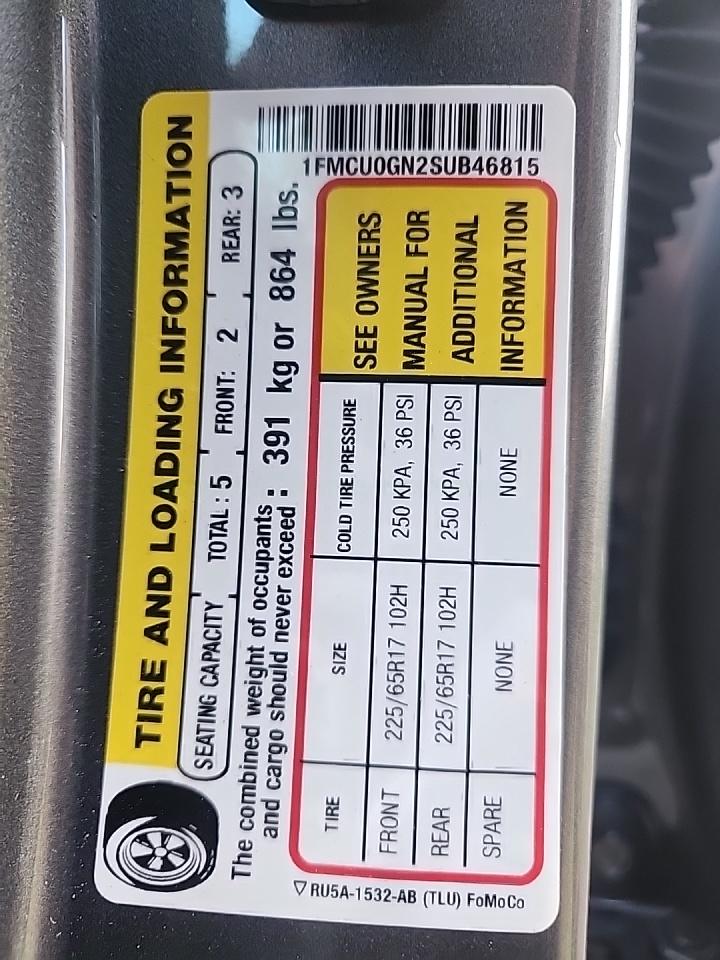 TIRE AND LOADING INFORMATION
SEATING CAPACITY TOTAL : 5 FRONT: 2 REAR: 3
The combined weight of occupants
and cargo should never exceed : 391 kg or 864 lbs.
1FMCU0GN2SUB46815
TIRE SIZE COLD TIRE PRESSURE
FRONT 225/65R17 102H 250 KPA, 36 PSI
REAR 225/65R17 102H 250 KPA, 36 PSI
SPARE NONE NONE
SEE OWNERS
MANUAL FOR
ADDITIONAL
INFORMATION
RU5A-1532-AB (TLU) FoMoCo